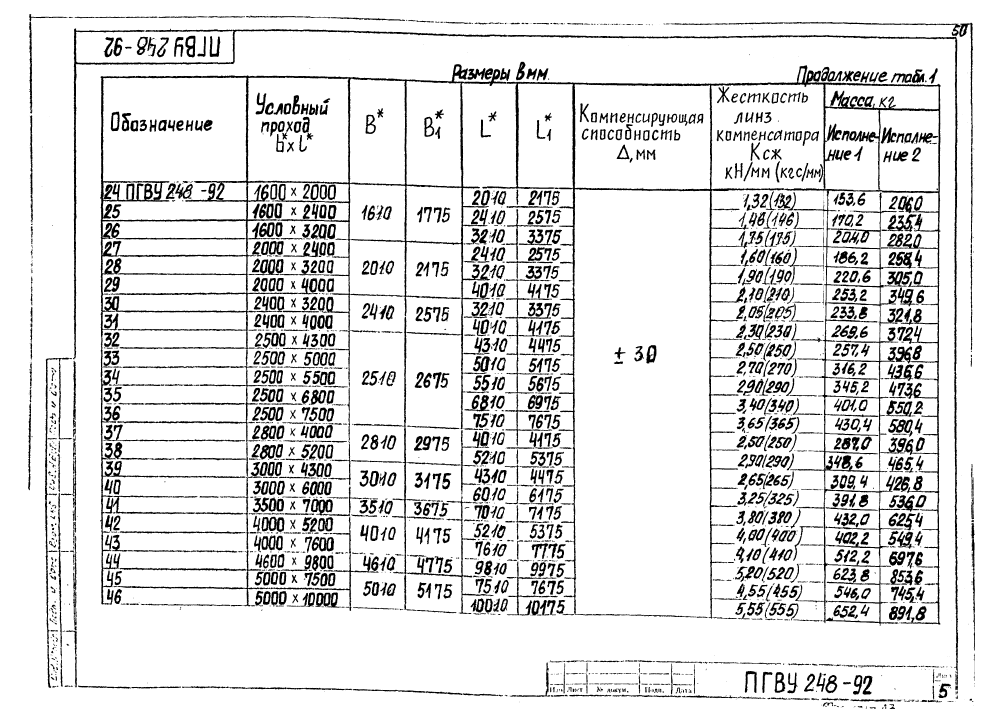 50
ПГВУ 248-92
Размеры в мм.
Продолжение табл. 1
Обозначение | Условный проход b* x l* | B* | B1* | L* | L1* | Компенсирующая способность Δ, мм | Жесткость линз компенсатора Ксж кН/мм (кгс/мм) | Масса, кг Исполнение 1 | Исполнение 2
24 ПГВУ 248-92 | 1600 × 2000 | 1610 | 1775 | 2010 | 2175 | ± 30 | 1,32(132) | 153,6 | 206,0
25 | 1600 × 2400 | 2410 | 2575 | 1,46(146) | 170,2 | 235,4
26 | 1600 × 3200 | 3210 | 3375 | 1,75(175) | 204,0 | 282,0
27 | 2000 × 2400 | 2010 | 2175 | 2410 | 2575 | 1,60(160) | 186,2 | 258,4
28 | 2000 × 3200 | 3210 | 3375 | 1,90(190) | 220,6 | 305,0
29 | 2000 × 4000 | 4010 | 4175 | 2,10(210) | 253,2 | 349,6
30 | 2400 × 3200 | 2410 | 2575 | 3210 | 3375 | 2,05(205) | 233,8 | 321,8
31 | 2400 × 4000 | 4010 | 4175 | 2,30(230) | 269,6 | 372,4
32 | 2500 × 4300 | 2510 | 2675 | 4310 | 4475 | 2,50(250) | 257,4 | 396,8
33 | 2500 × 5000 | 5010 | 5175 | 2,70(270) | 316,2 | 436,6
34 | 2500 × 5500 | 5510 | 5675 | 2,90(290) | 345,2 | 473,6
35 | 2500 × 6800 | 6810 | 6975 | 3,40(340) | 401,0 | 550,2
36 | 2500 × 7500 | 7510 | 7675 | 3,65(365) | 430,4 | 580,4
37 | 2800 × 4000 | 2810 | 2975 | 4010 | 4175 | 2,50(250) | 287,0 | 396,0
38 | 2800 × 5200 | 5210 | 5375 | 2,90(290) | 348,6 | 465,4
39 | 3000 × 4300 | 3010 | 3175 | 4310 | 4475 | 2,65(265) | 309,4 | 426,8
40 | 3000 × 6000 | 6010 | 6175 | 3,25(325) | 391,8 | 536,0
41 | 3500 × 7000 | 3510 | 3675 | 7010 | 7175 | 3,80(380) | 432,0 | 625,4
42 | 4000 × 5200 | 4010 | 4175 | 5210 | 5375 | 4,00(400) | 402,2 | 549,4
43 | 4000 × 7600 | 7610 | 7775 | 4,10(410) | 512,2 | 697,6
44 | 4600 × 9800 | 4610 | 4775 | 9810 | 9975 | 5,20(520) | 623,8 | 853,6
45 | 5000 × 7500 | 5010 | 5175 | 7510 | 7675 | 4,55(455) | 546,0 | 745,4
46 | 5000 × 10000 | 10010 | 10175 | 5,55(555) | 652,4 | 891,8
Изм | Лист | № докум. | Подп. | Дата
ПГВУ 248-92
Лист
5